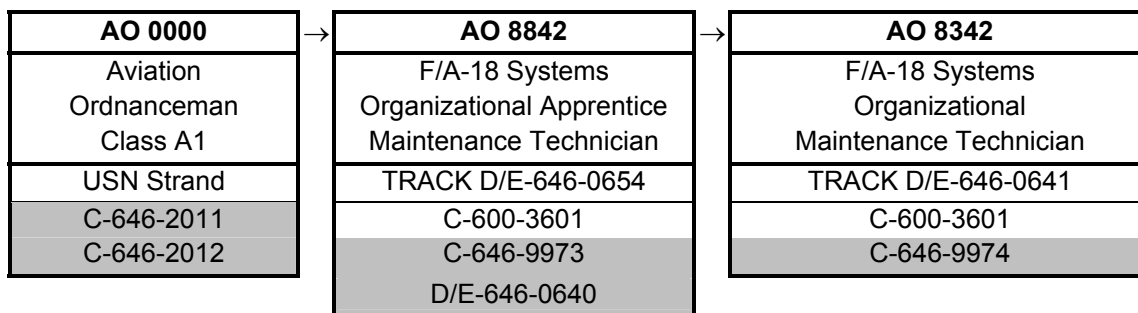 AO 0000 → AO 8842 → AO 8342
Aviation
Ordnanceman
Class A1
F/A-18 Systems
Organizational Apprentice
Maintenance Technician
F/A-18 Systems
Organizational
Maintenance Technician
USN Strand
TRACK D/E-646-0654
TRACK D/E-646-0641
C-646-2011
C-600-3601
C-600-3601
C-646-2012
C-646-9973
C-646-9974
D/E-646-0640